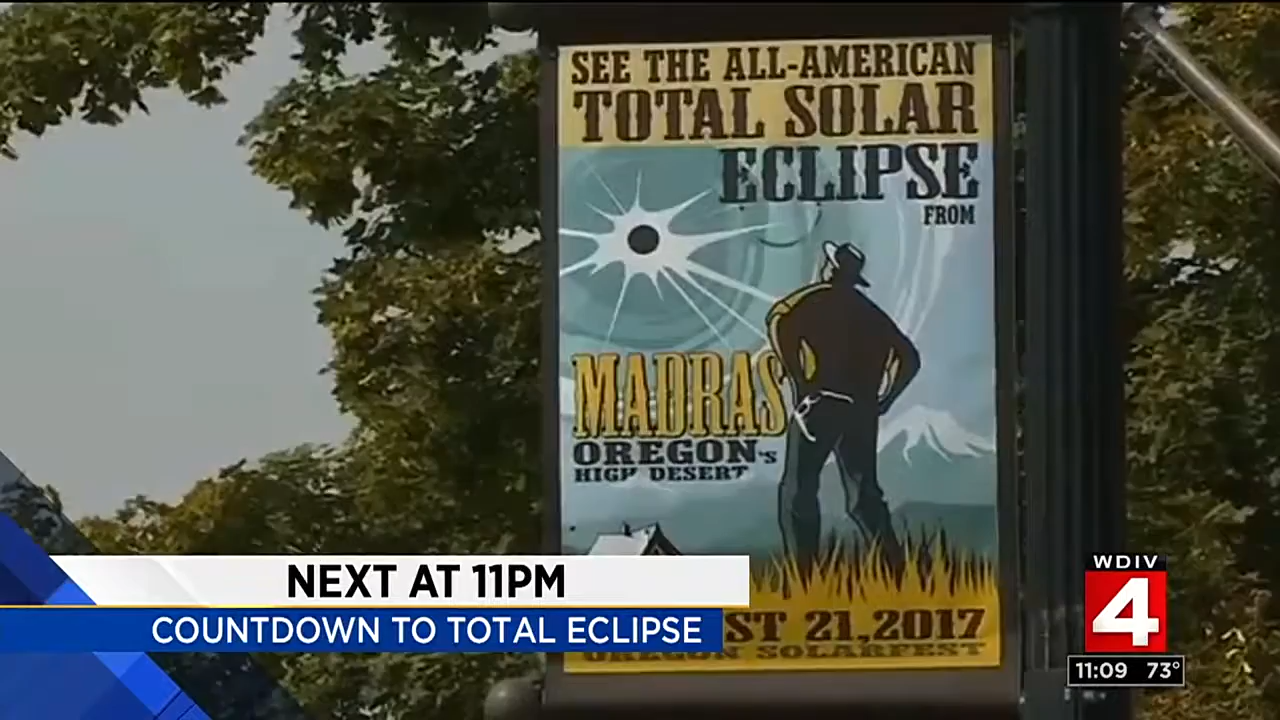 SEE THE ALL-AMERICAN
TOTAL SOLAR
ECLIPSE
FROM
MADRAS
OREGON'S
HIGH DESERT
ST 21, 2017
OREGON SOLARFEST
NEXT AT 11PM
COUNTDOWN TO TOTAL ECLIPSE
WDIV
4
11:09 73°